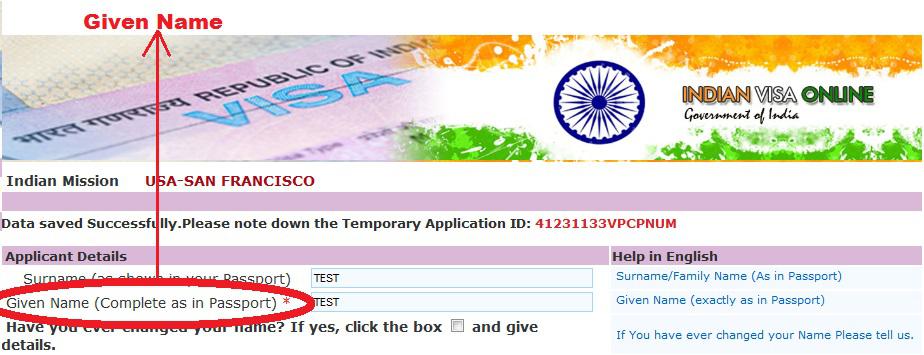 Given Name
भारत गणराज्य REPUBLIC OF INDI
VISA
INDIAN VISA ONLINE
Government of India
Indian Mission USA-SAN FRANCISCO
Data saved Successfully.Please note down the Temporary Application ID: 41231133VPCPNUM
Applicant Details
Help in English
Surname (as shown in your Passport) TEST
Surname/Family Name (As in Passport)
Given Name (Complete as in Passport) * TEST
Given Name (exactly as in Passport)
Have you ever changed your name? If yes, click the box and give
details.
If You have ever changed your Name Please tell us.